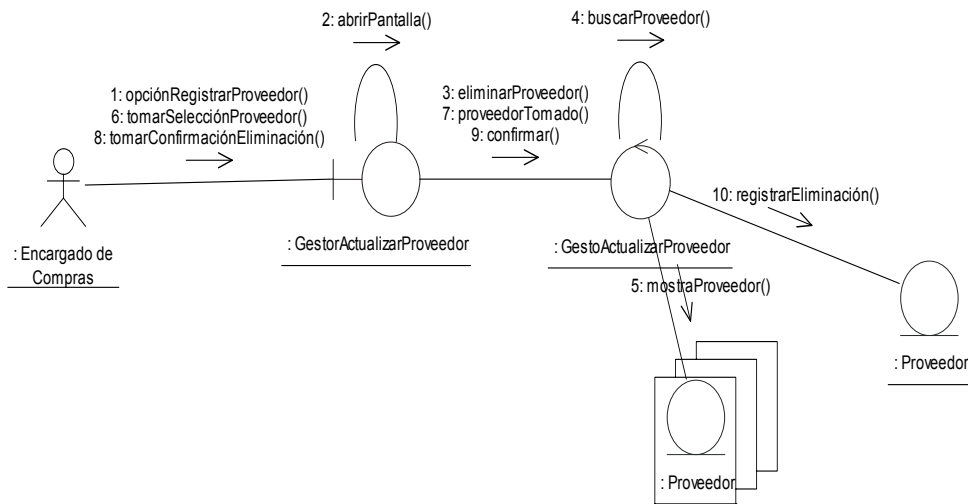 2: abrirPantalla()
4: buscarProveedor()
1: opciónRegistrarProveedor()
6: tomarSelecciónProveedor()
8: tomarConfirmaciónEliminación()
3: eliminarProveedor()
7: proveedorTomado()
9: confirmar()
10: registrarEliminación()
: Encargado de
Compras
: GestorActualizarProveedor
: GestoActualizarProveedor
5: mostraProveedor()
: Proveedor
: Proveedor